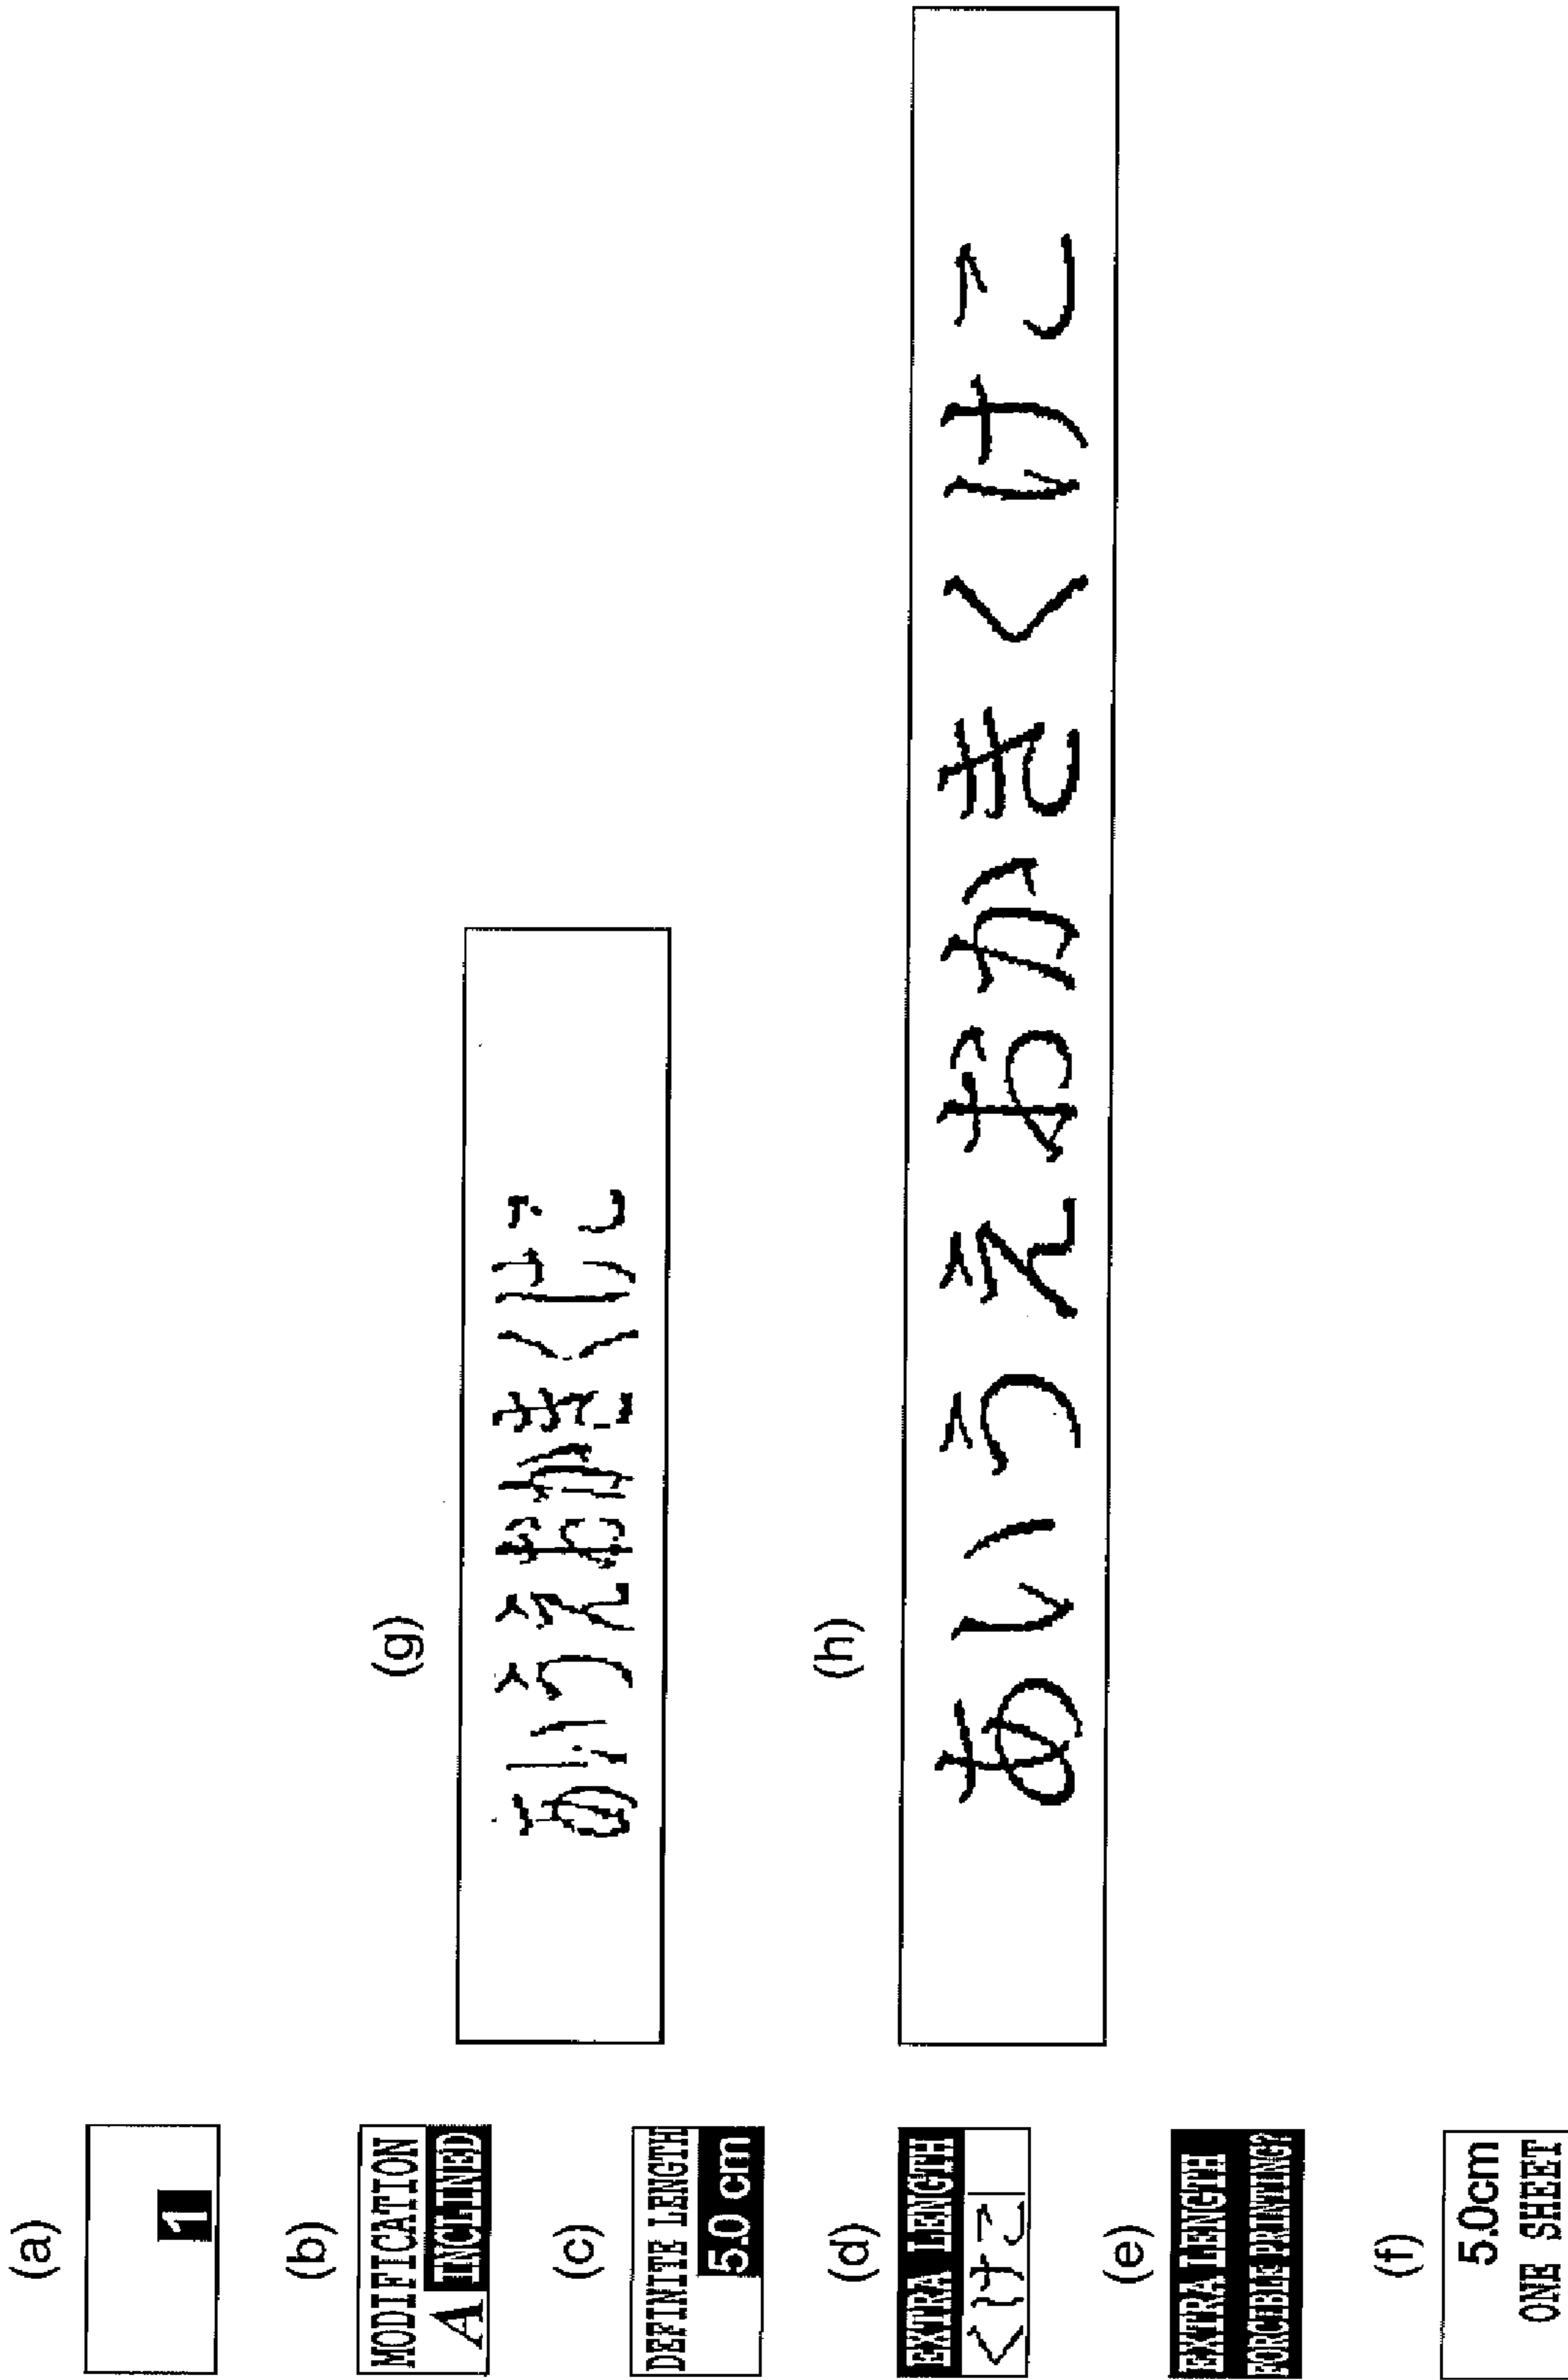 (a)
1
(b)
MODIFICATION
A INCLINED
(c)
DEFINITE LENGTH
5.0 cm
(d)
EXTRA LENGTH
くけこ
(e)
EXTRA LENGTH
FORCIBLE PRINTING?
(f)
5.0cm
ONE SHEET
(g)
あいうえおかきくけこ
(h)
あいうえおかきくけこ